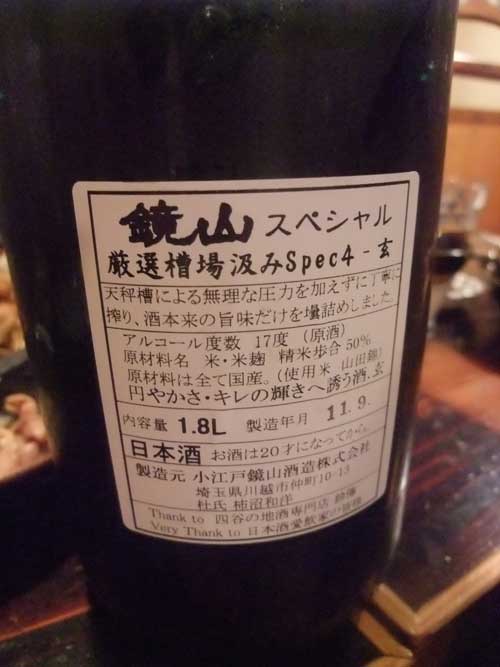 鏡山 スペシャル
厳選槽場汲みSpec4-玄
天秤槽による無理な圧力を加えずに丁寧に
搾り、酒本来の旨味だけを壜詰めしました。
アルコール度数 17度 (原酒)
原材料名 米・米麹 精米歩合 50%
原材料は全て国産。(使用米 山田錦)
円やかさ・キレの輝きへ誘う酒、玄
内容量 1.8L 製造年月 11.9.
日本酒 お酒は20才になってから。
製造元 小江戸鏡山酒造株式会社
埼玉県川越市仲町10-13
杜氏 柿沼和洋
Thank to 四谷の地酒専門店 鈴傳
Very Thank to 日本酒愛飲家の皆様